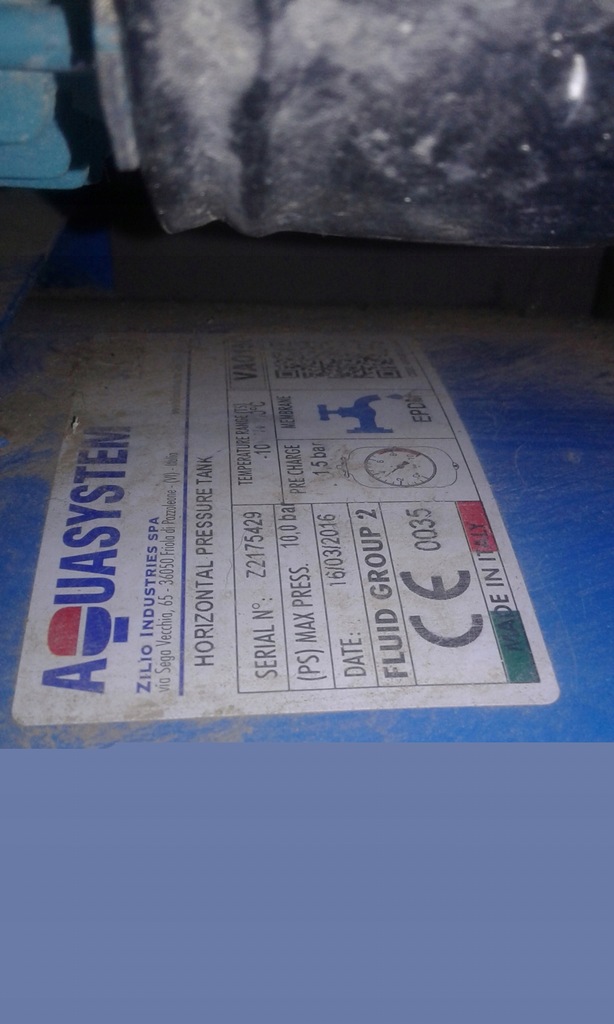 AQUASYSTEM
ZILIO INDUSTRIES SPA
via Sega Vecchia, 65 - 36050 Friola di Pozzoleone - (VI) - Italia
HORIZONTAL PRESSURE TANK
SERIAL N°: Z2175429
TEMPERATURE RANGE (TS)
-10
°C
(PS) MAX PRESS. 10,0 bar
PRE CHARGE
1,5 bar
MEMBRANE
EPDM
DATE: 16/03/2016
FLUID GROUP 2
CE 0035
MADE IN ITALY